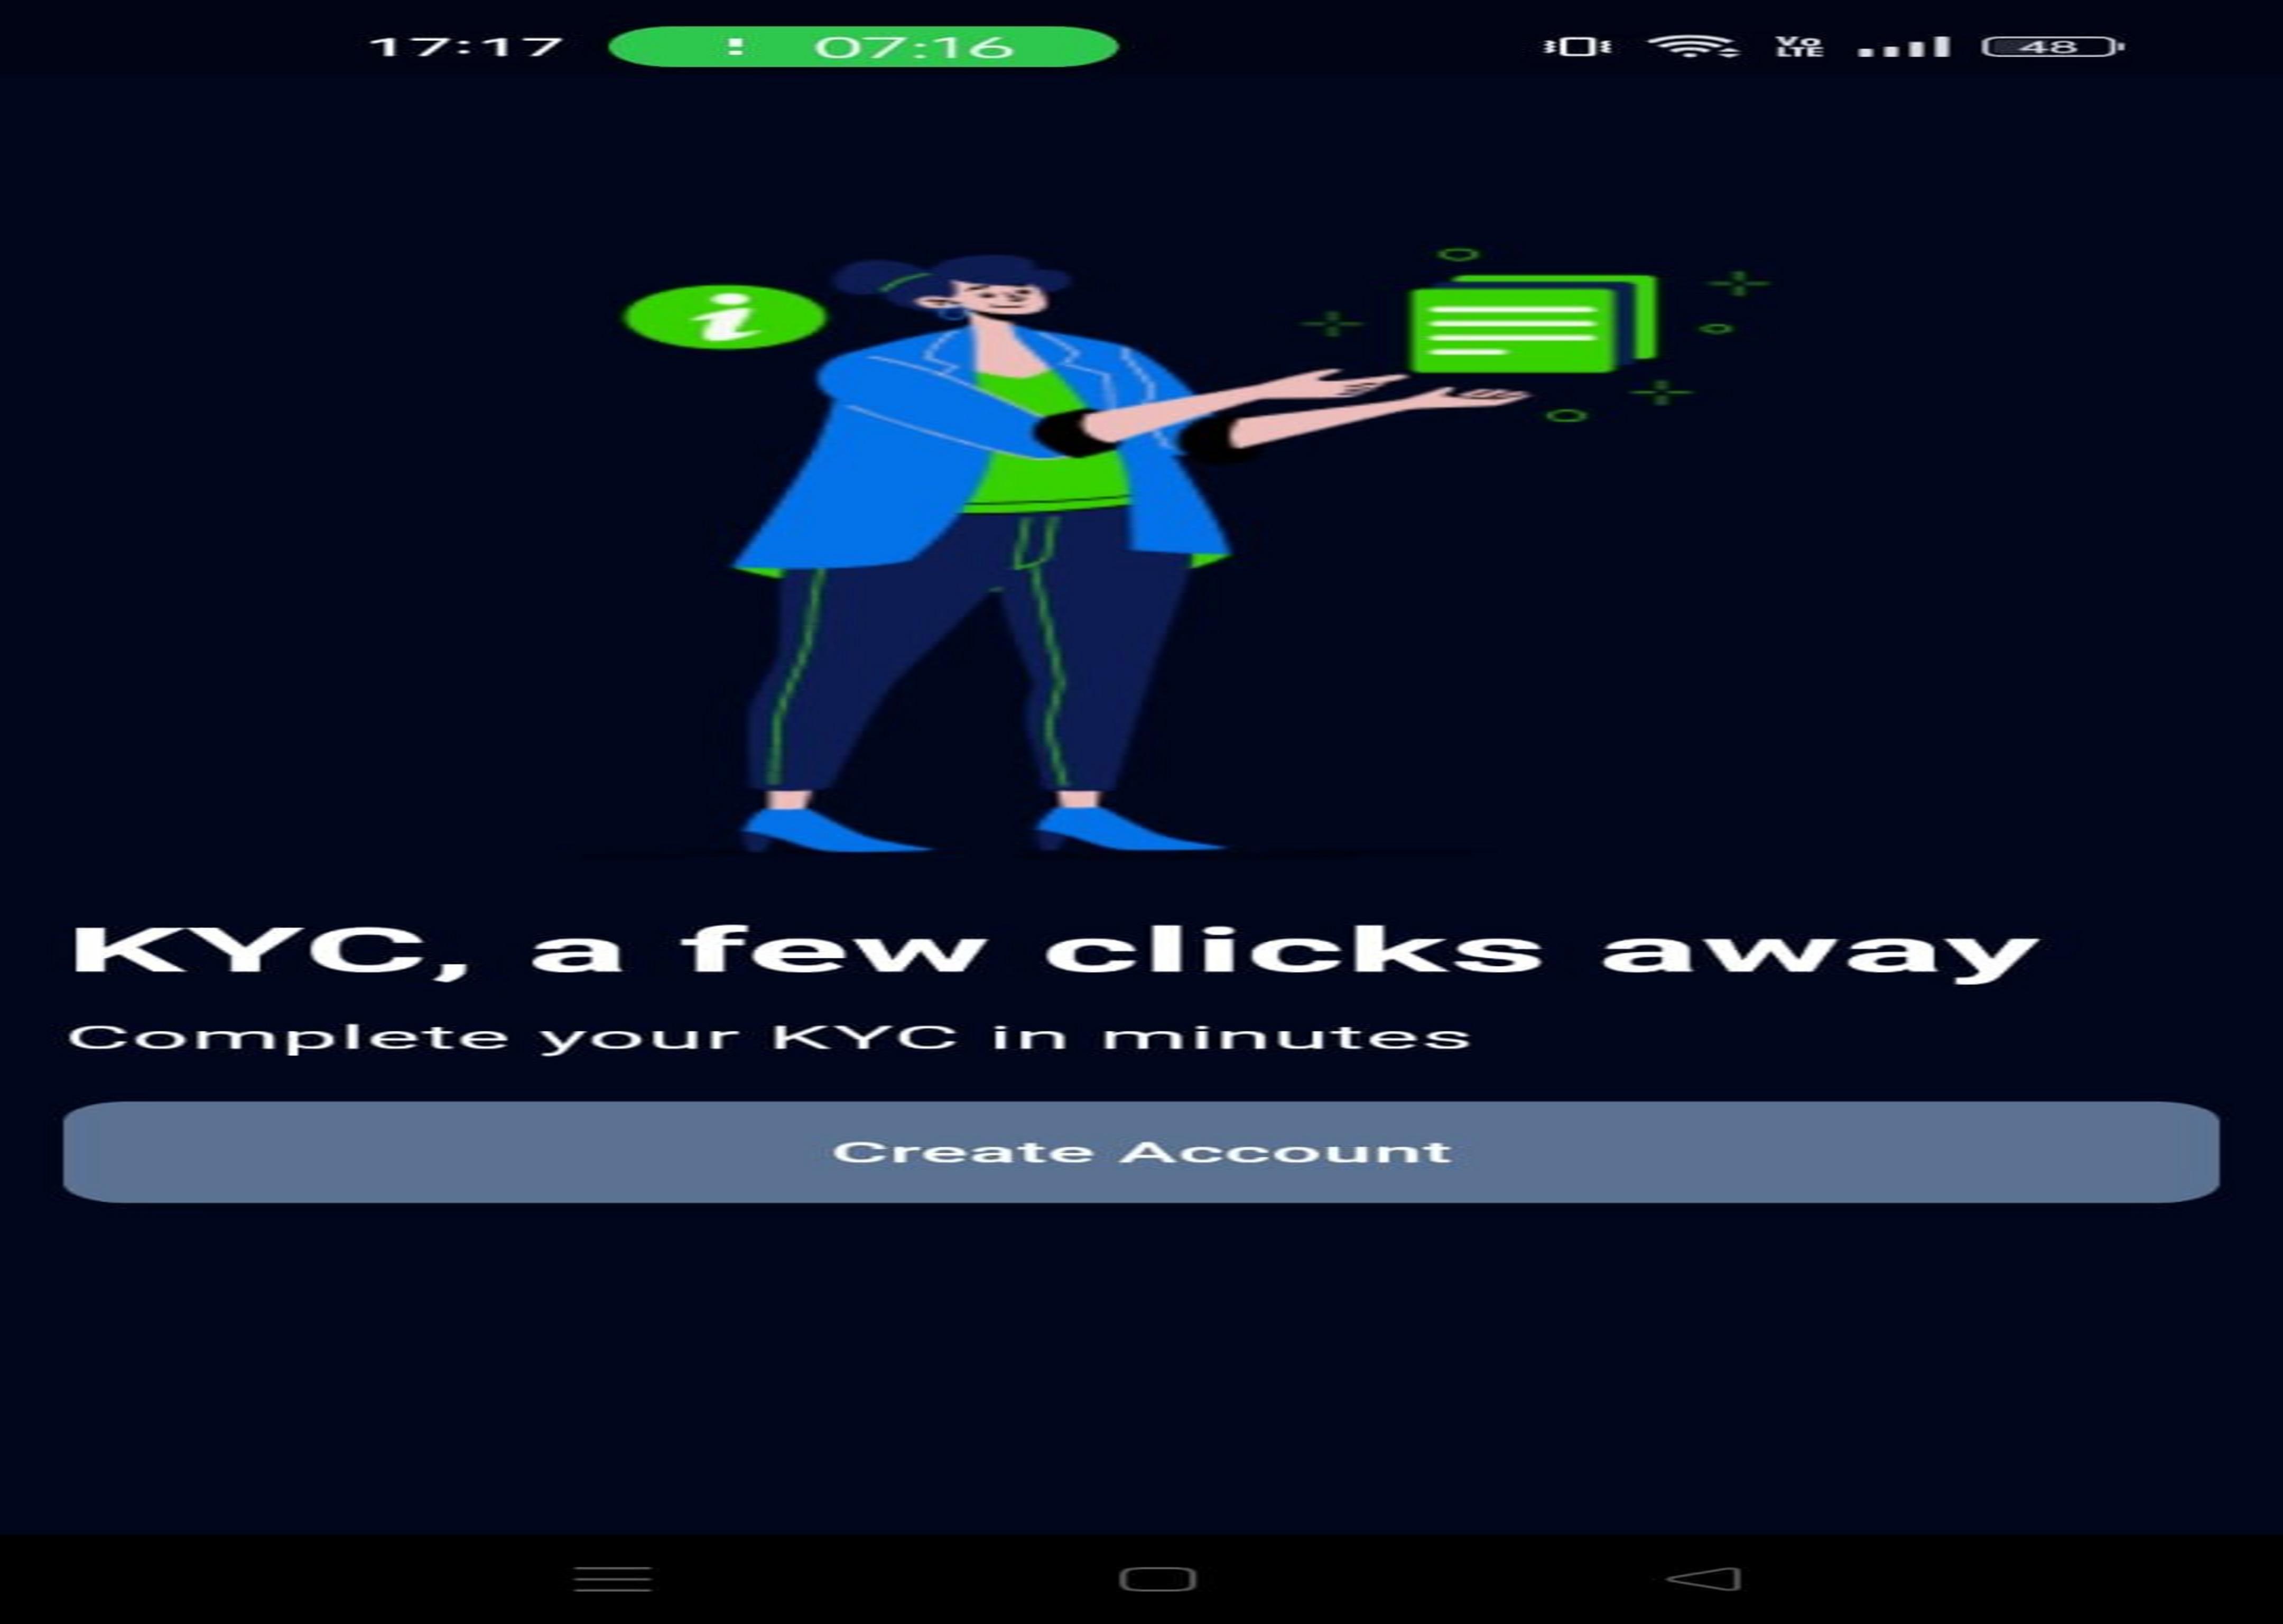 17:17 07:16 Vo LTE 48
i
KYC, a few clicks away
Complete your KYC in minutes
Create Account